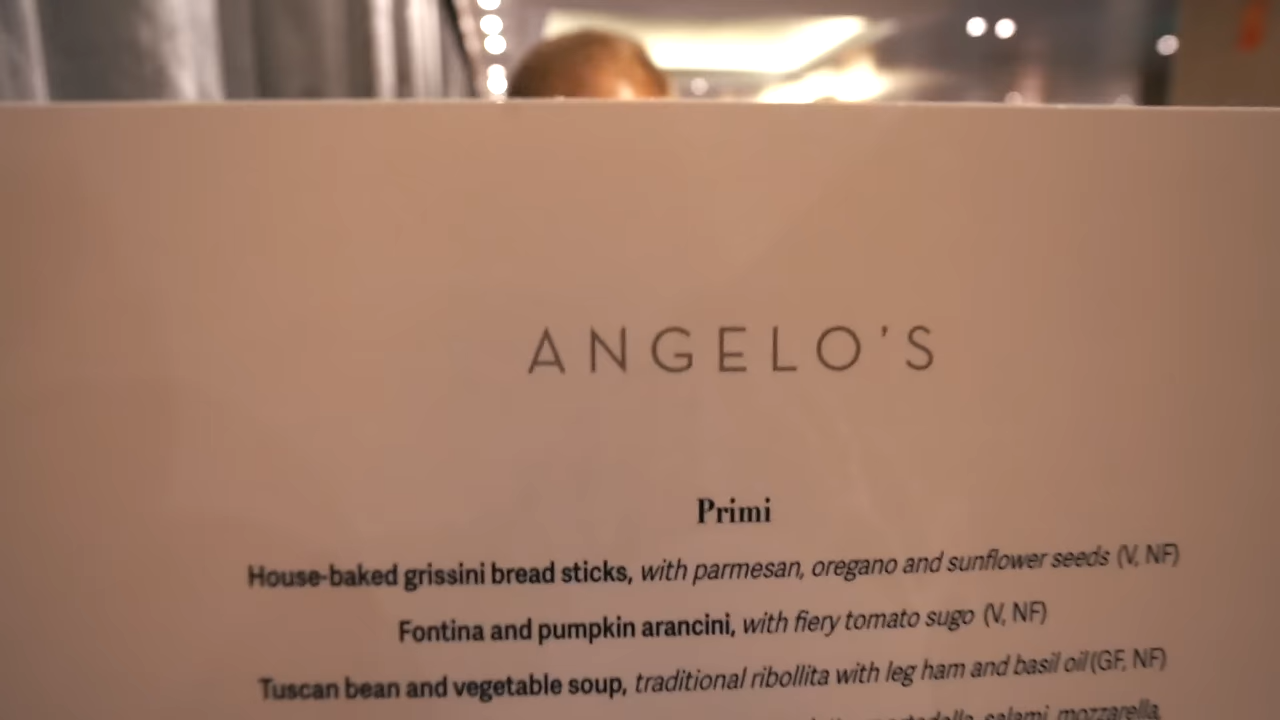 ANGELO'S
Primi
House-baked grissini bread sticks, with parmesan, oregano and sunflower seeds (V, NF)
Fontina and pumpkin arancini, with fiery tomato sugo (V, NF)
Tuscan bean and vegetable soup, traditional ribollita with leg ham and basil oil (GF, NF)
salami, mozzarella